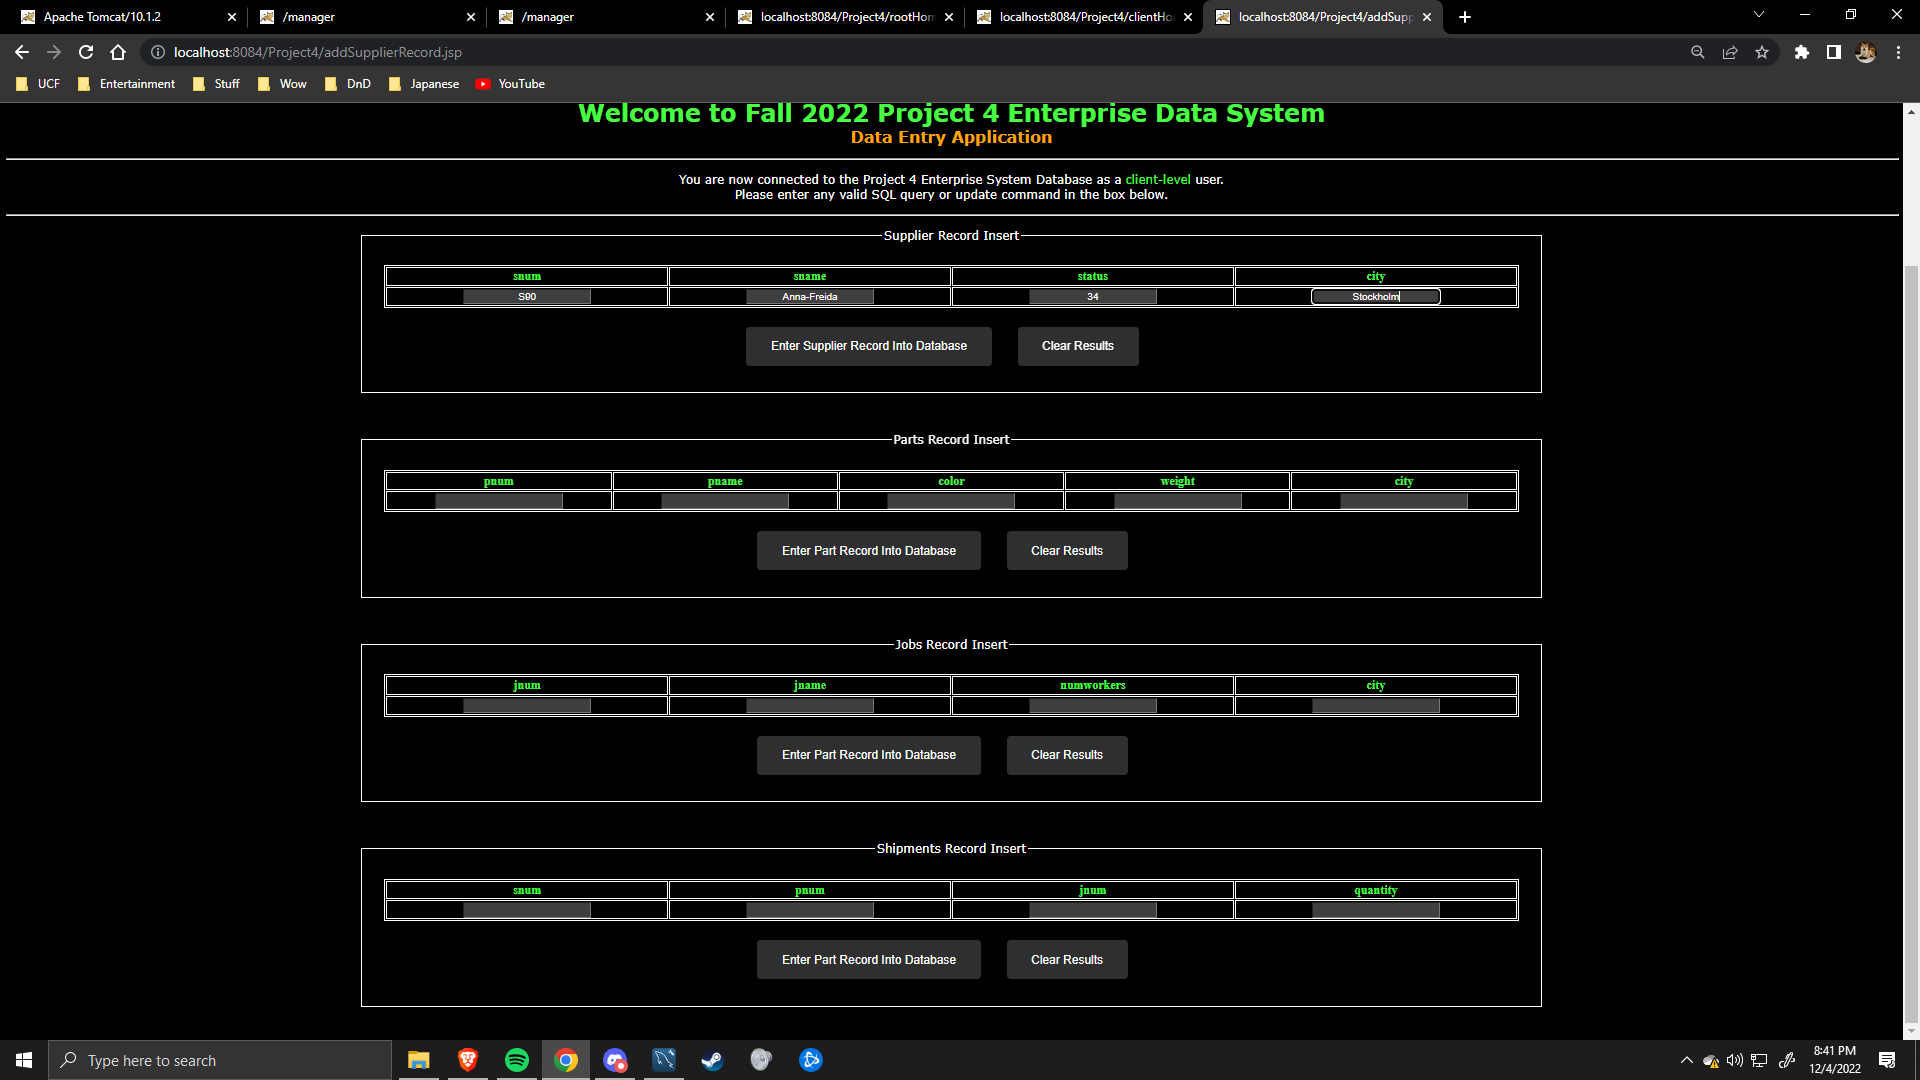 Apache Tomcat/10.1.2
/manager
/manager
localhost:8084/Project4/rootHom
localhost:8084/Project4/clientHo
localhost:8084/Project4/addSupp
localhost:8084/Project4/addSupplierRecord.jsp
UCF
Entertainment
Stuff
Wow
DnD
Japanese
YouTube
Welcome to Fall 2022 Project 4 Enterprise Data System
Data Entry Application
You are now connected to the Project 4 Enterprise System Database as a client-level user.
Please enter any valid SQL query or update command in the box below.
Supplier Record Insert
snum sname status city
S90 Anna-Freida 34 Stockholm
Enter Supplier Record Into Database Clear Results
Parts Record Insert
pnum pname color weight city
Enter Part Record Into Database Clear Results
Jobs Record Insert
jnum jname numworkers city
Enter Part Record Into Database Clear Results
Shipments Record Insert
snum pnum jnum quantity
Enter Part Record Into Database Clear Results
Type here to search
8:41 PM
12/4/2022